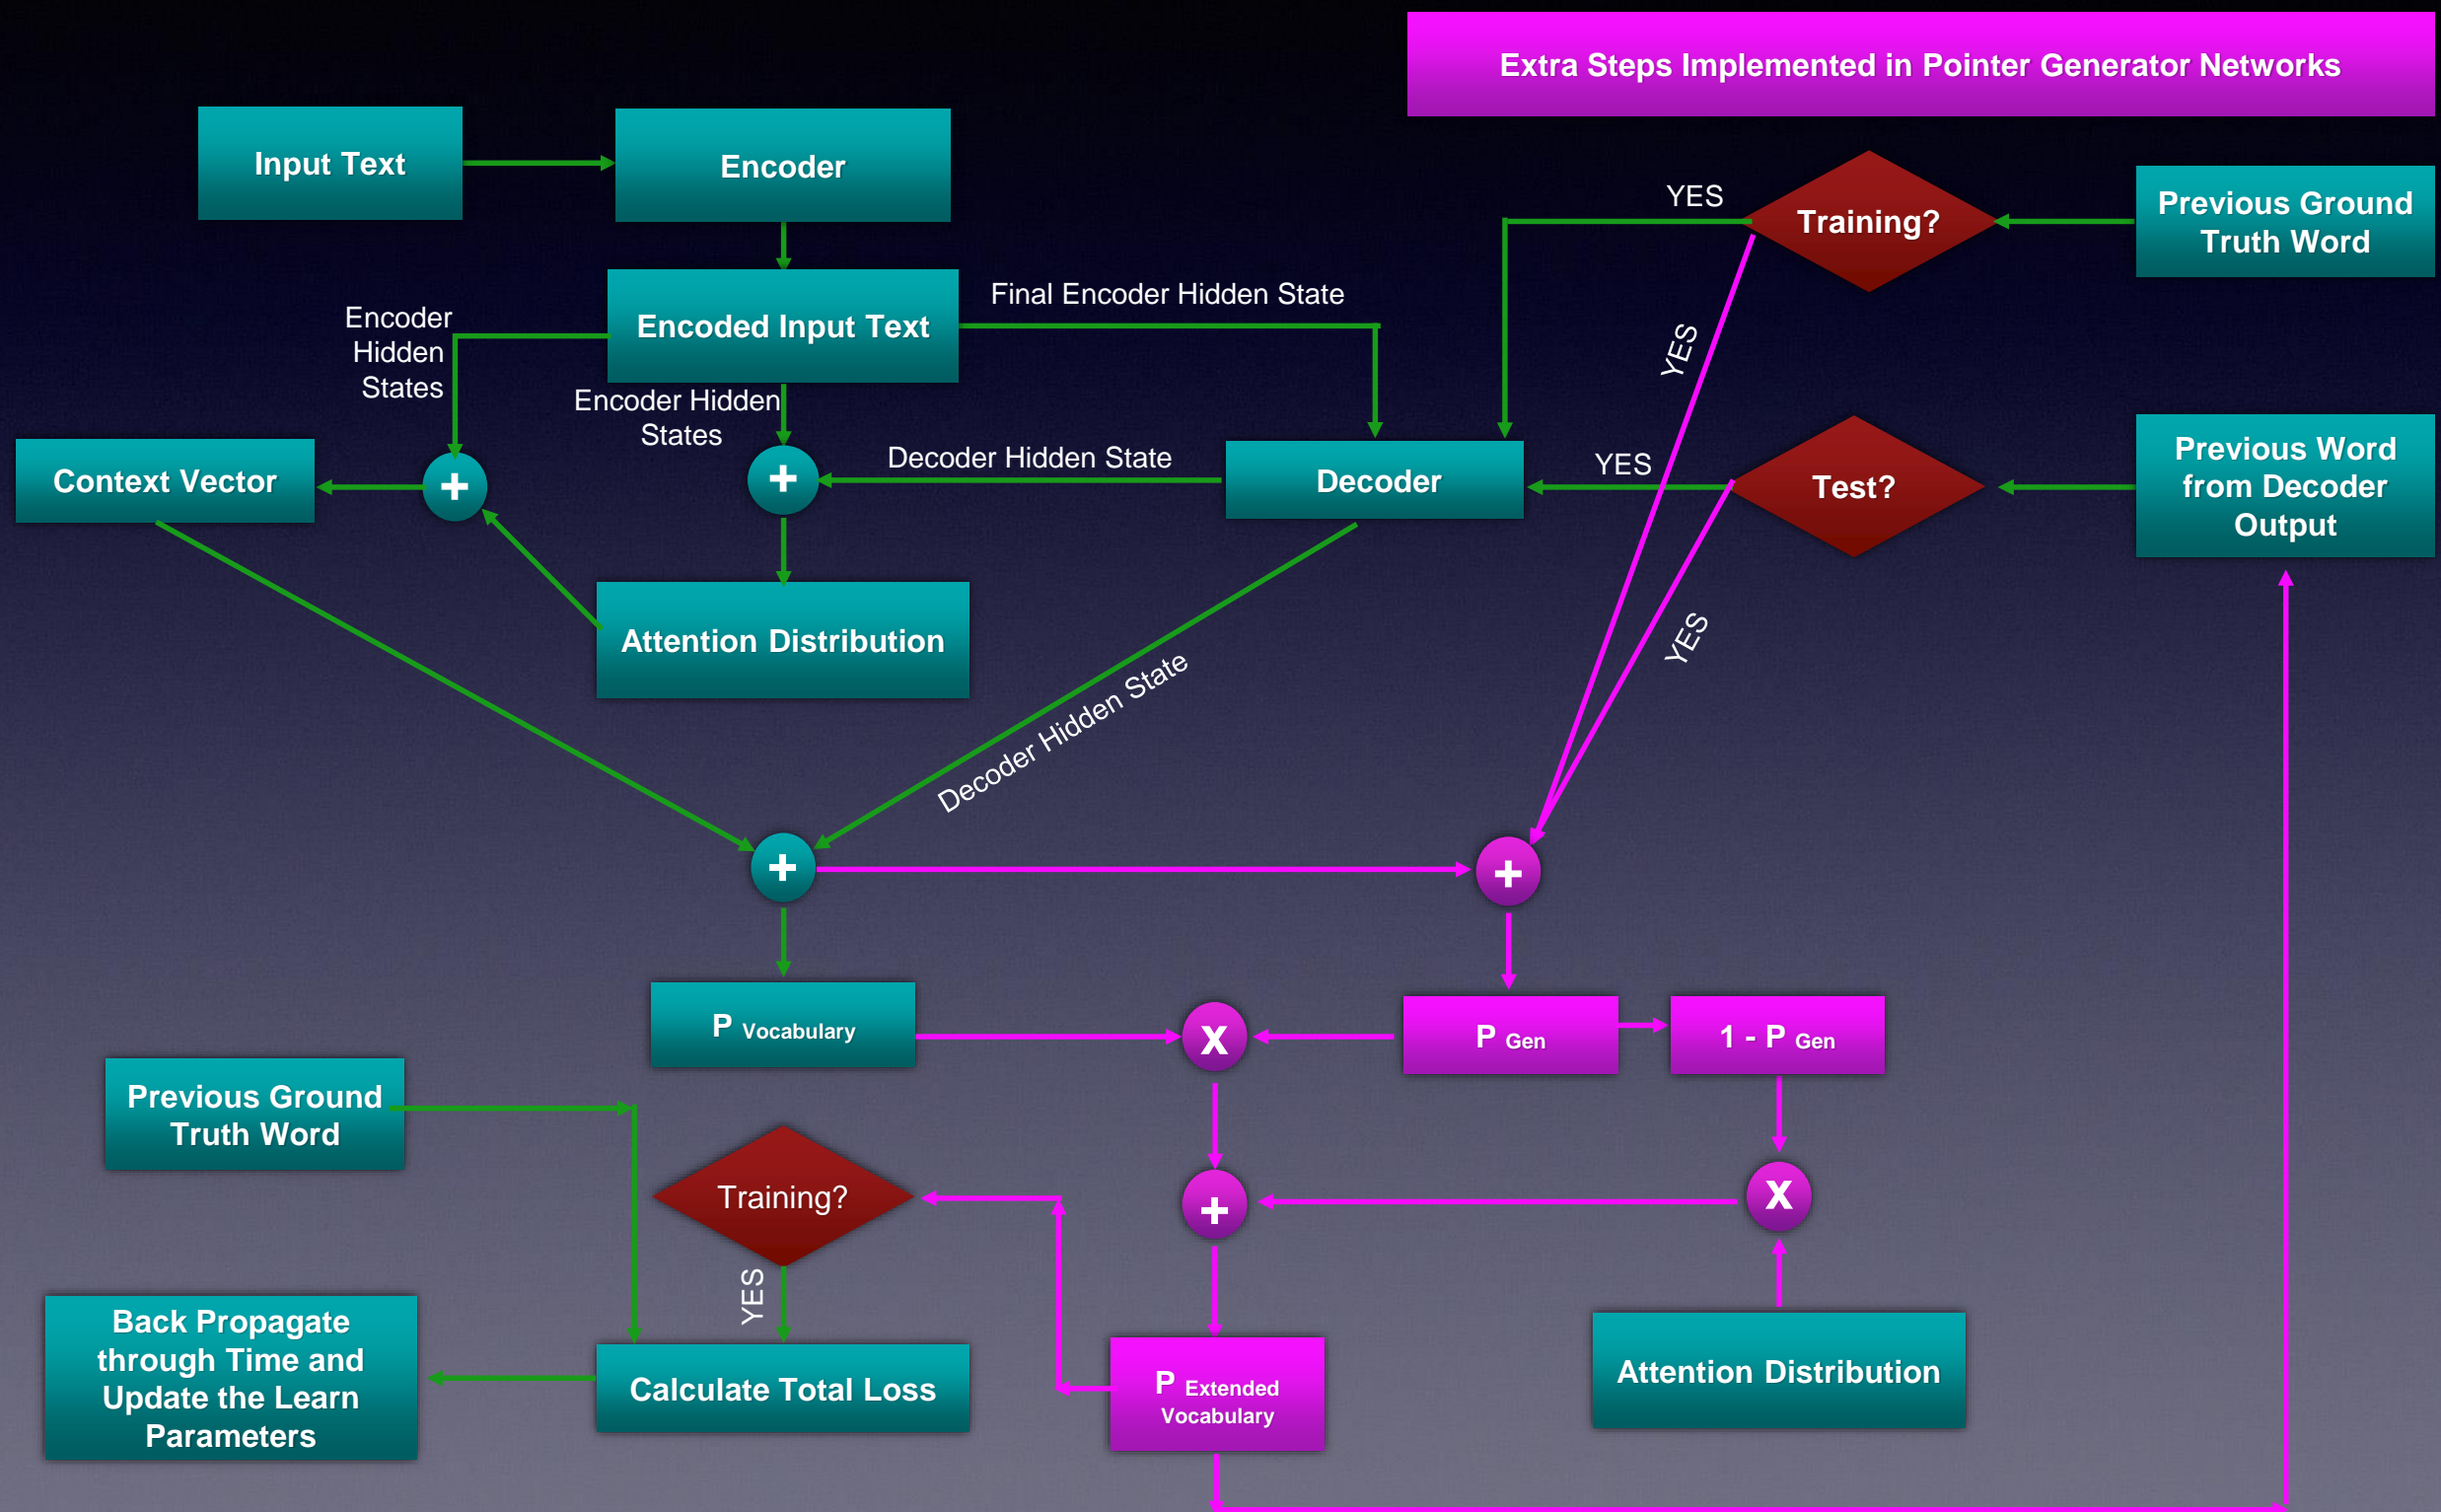 Extra Steps Implemented in Pointer Generator Networks
Input Text
Encoder
YES
Training?
Previous Ground
Truth Word
Encoder
Hidden
States
Encoded Input Text
Final Encoder Hidden State
YES
Encoder Hidden
States
Context Vector
+
+
Decoder Hidden State
Decoder
YES
Test?
Previous Word
from Decoder
Output
Attention Distribution
Decoder Hidden State
YES
+
+
P Vocabulary
X
P Gen
1 - P Gen
Previous Ground
Truth Word
Training?
+
X
YES
Back Propagate
through Time and
Update the Learn
Parameters
Calculate Total Loss
P Extended
Vocabulary
Attention Distribution